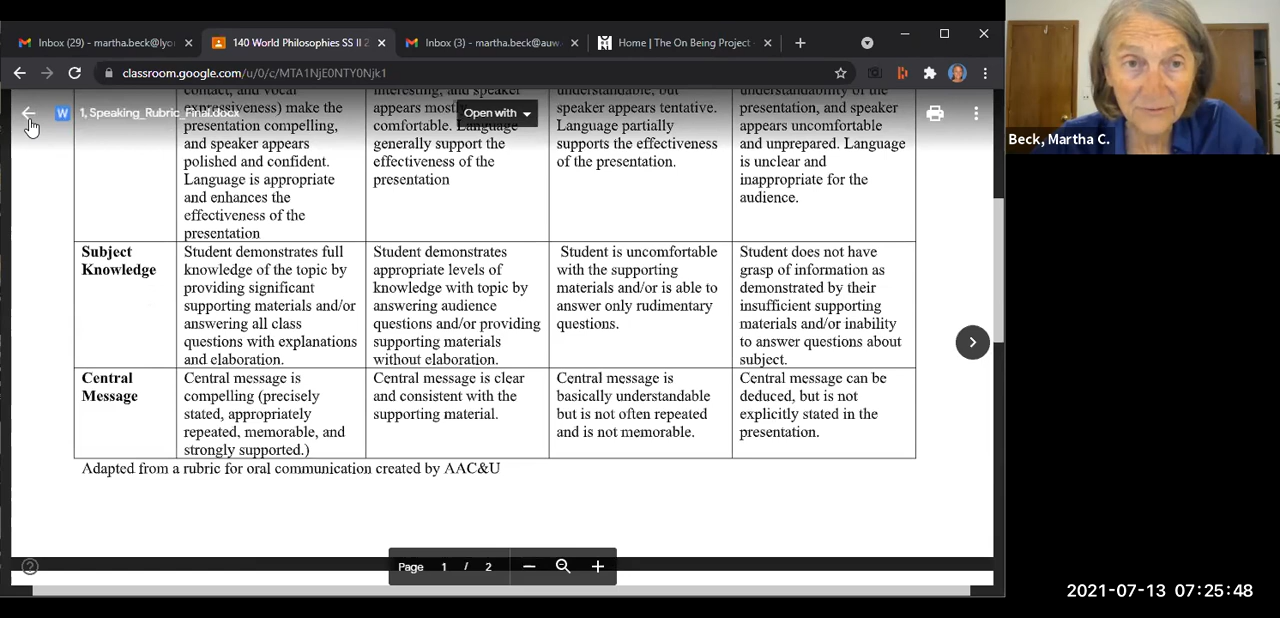 Inbox (29) - martha.beck@lyo
140 World Philosophies SS II 2
Inbox (3) - martha.beck@auw.
Home | The On Being Project
classroom.google.com/u/0/c/MTA1NjE0NTY0Njk1
W
1, Speaking_Rubric_Final.docx
Open with
contact, and vocal
expressiveness) make the
presentation compelling,
and speaker appears
polished and confident.
Language is appropriate
and enhances the
effectiveness of the
presentation
interesting, and speaker
appears most
comfortable. Language
generally support the
effectiveness of the
presentation
understandable, but
speaker appears tentative.
Language partially
supports the effectiveness
of the presentation.
understandability of the
presentation, and speaker
appears uncomfortable
and unprepared. Language
is unclear and
inappropriate for the
audience.
Subject
Knowledge
Student demonstrates full
knowledge of the topic by
providing significant
supporting materials and/or
answering all class
questions with explanations
and elaboration.
Student demonstrates
appropriate levels of
knowledge with topic by
answering audience
questions and/or providing
supporting materials
without elaboration.
Student is uncomfortable
with the supporting
materials and/or is able to
answer only rudimentary
questions.
Student does not have
grasp of information as
demonstrated by their
insufficient supporting
materials and/or inability
to answer questions about
subject.
Central
Message
Central message is
compelling (precisely
stated, appropriately
repeated, memorable, and
strongly supported.)
Central message is clear
and consistent with the
supporting material.
Central message is
basically understandable
but is not often repeated
and is not memorable.
Central message can be
deduced, but is not
explicitly stated in the
presentation.
Adapted from a rubric for oral communication created by AAC&U
Page 1 / 2
Beck, Martha C.
2021-07-13 07:25:48